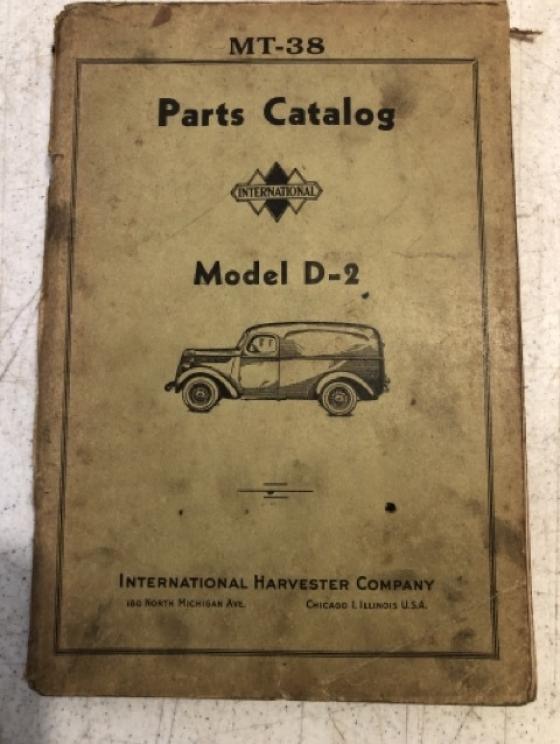 MT-38
Parts Catalog
INTERNATIONAL
Model D-2
INTERNATIONAL HARVESTER COMPANY
180 NORTH MICHIGAN AVE. CHICAGO 1, ILLINOIS U.S.A.